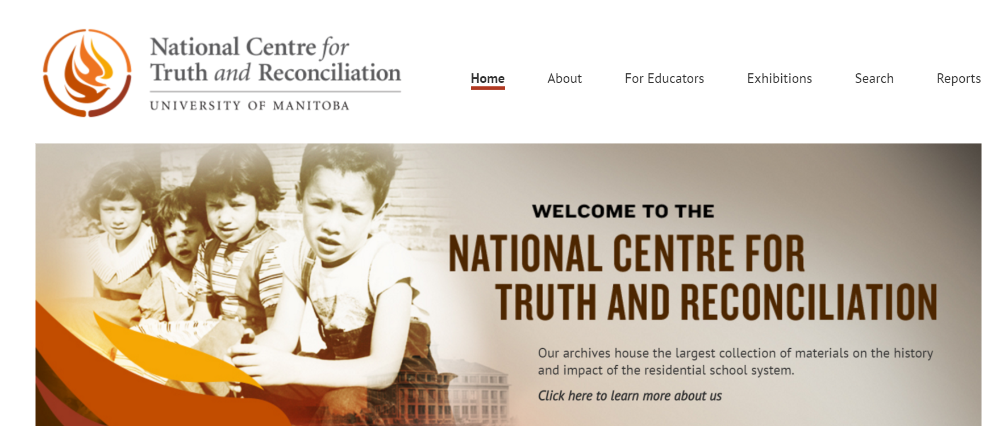 National Centre for
Truth and Reconciliation
UNIVERSITY OF MANITOBA
Home About For Educators Exhibitions Search Reports
WELCOME TO THE
NATIONAL CENTRE FOR
TRUTH AND RECONCILIATION
Our archives house the largest collection of materials on the history
and impact of the residential school system.
Click here to learn more about us